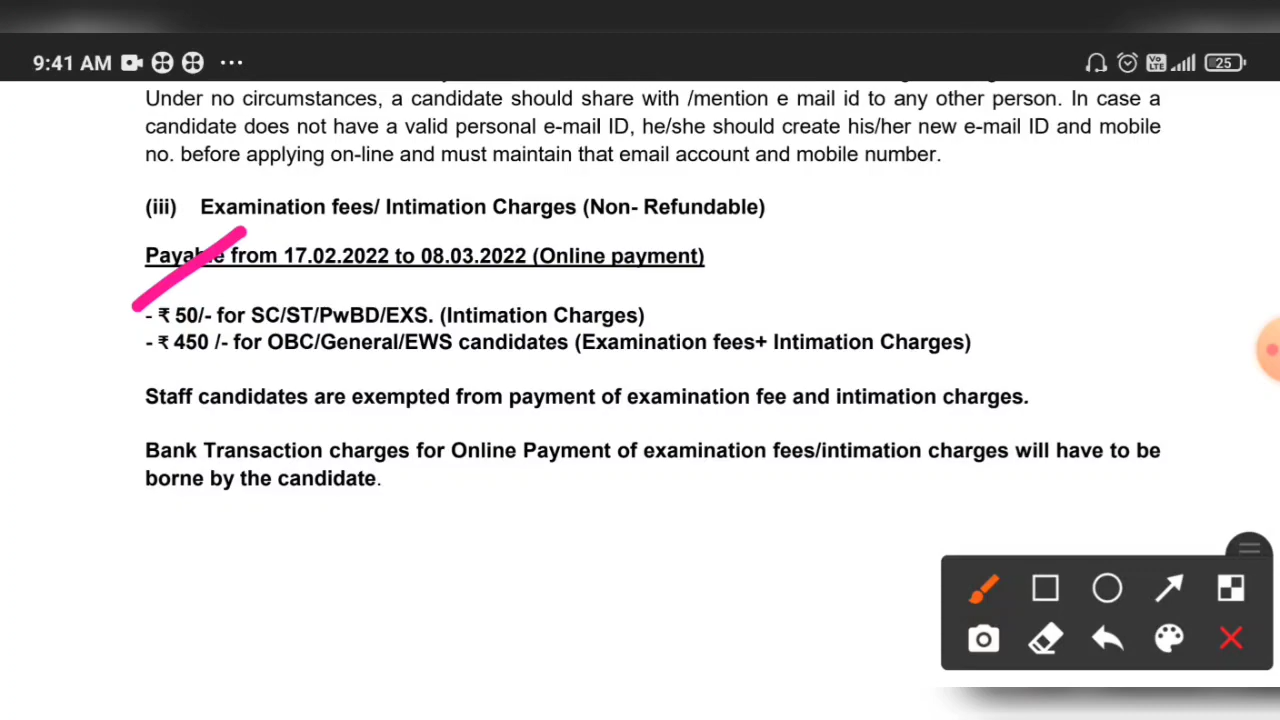 9:41 AM ... Vo LTE 25
Under no circumstances, a candidate should share with /mention e mail id to any other person. In case a
candidate does not have a valid personal e-mail ID, he/she should create his/her new e-mail ID and mobile
no. before applying on-line and must maintain that email account and mobile number.
(iii) Examination fees/ Intimation Charges (Non- Refundable)
Payable from 17.02.2022 to 08.03.2022 (Online payment)
- ₹ 50/- for SC/ST/PwBD/EXS. (Intimation Charges)
- ₹ 450 /- for OBC/General/EWS candidates (Examination fees+ Intimation Charges)
Staff candidates are exempted from payment of examination fee and intimation charges.
Bank Transaction charges for Online Payment of examination fees/intimation charges will have to be
borne by the candidate.